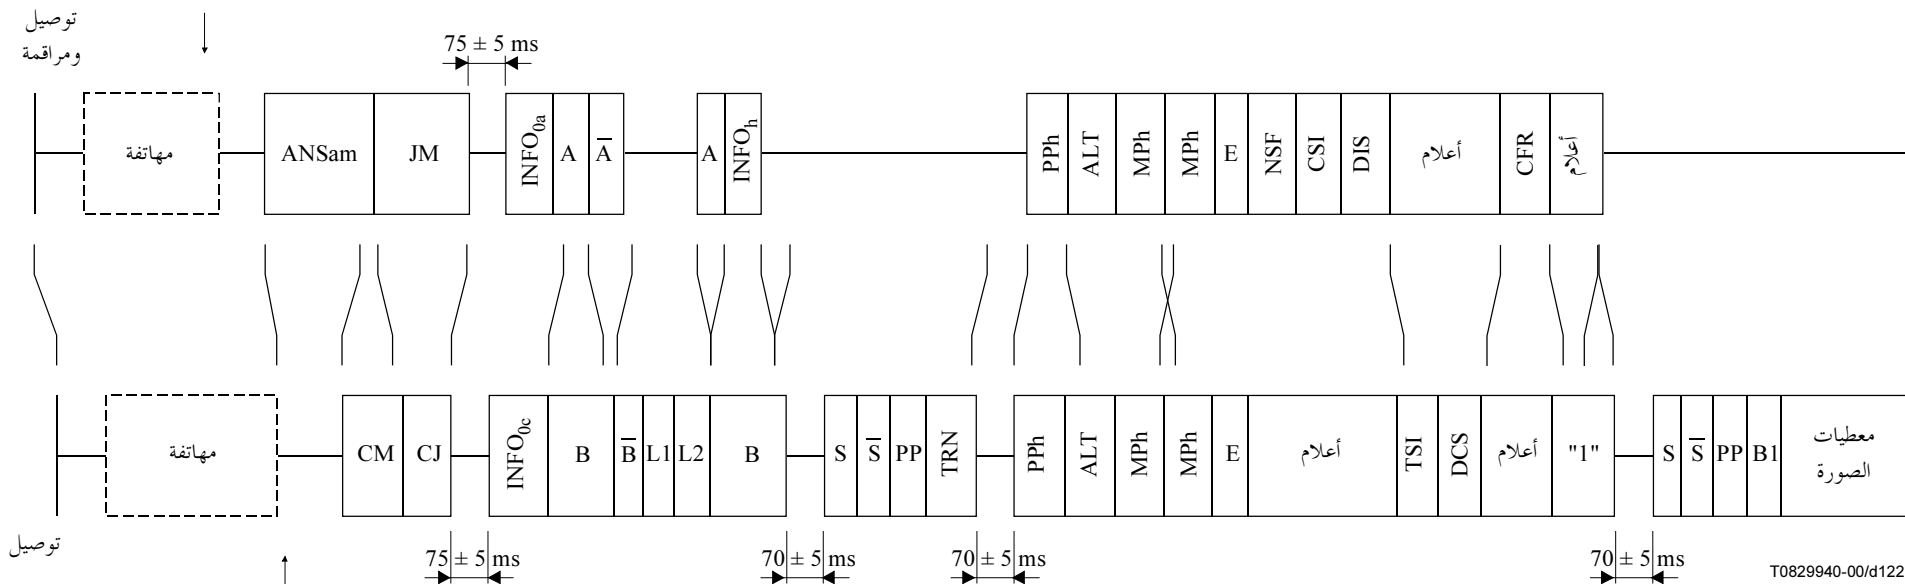 توصيل
ومراقمة
75 ± 5 ms
مهاتفة
ANSam
JM
INFO0a
A
A̅
A
INFOh
PPh
ALT
MPh
MPh
E
NSF
CSI
DIS
أعلام
CFR
أعلام
مهاتفة
CM
CJ
INFO0c
B
B̅
L1
L2
B
S
S̅
PP
TRN
PPh
ALT
MPh
MPh
E
أعلام
TSI
DCS
أعلام
"1"
S
S̅
PP
B1
معطيات
الصورة
توصيل
75 ± 5 ms
70 ± 5 ms
70 ± 5 ms
70 ± 5 ms
T0829940-00/d122